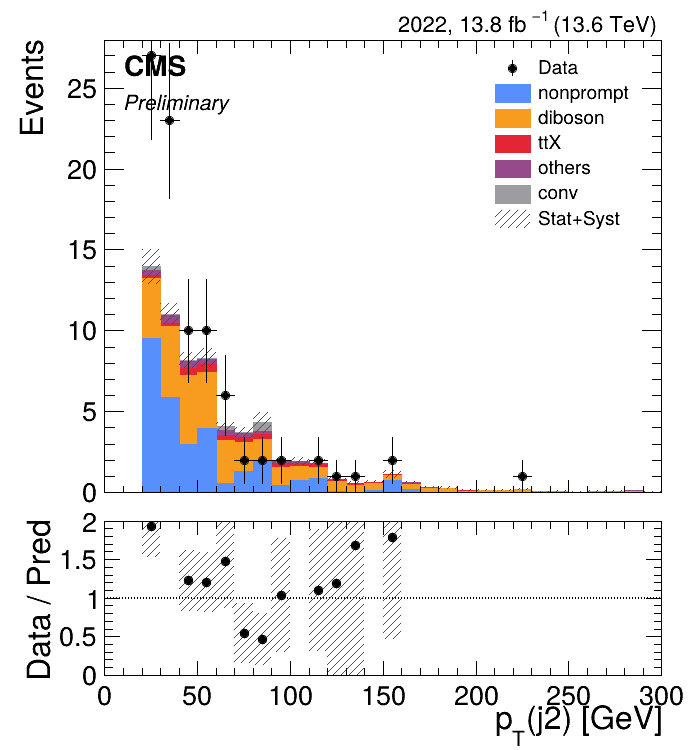 2022, 13.8 fb⁻¹ (13.6 TeV)
CMS
Preliminary
Events
25
20
15
10
5
0
Data
nonprompt
diboson
ttX
others
conv
Stat+Syst
Data / Pred
2
1.5
1
0.5
0
0 50 100 150 200 250 300
p_T(j2) [GeV]